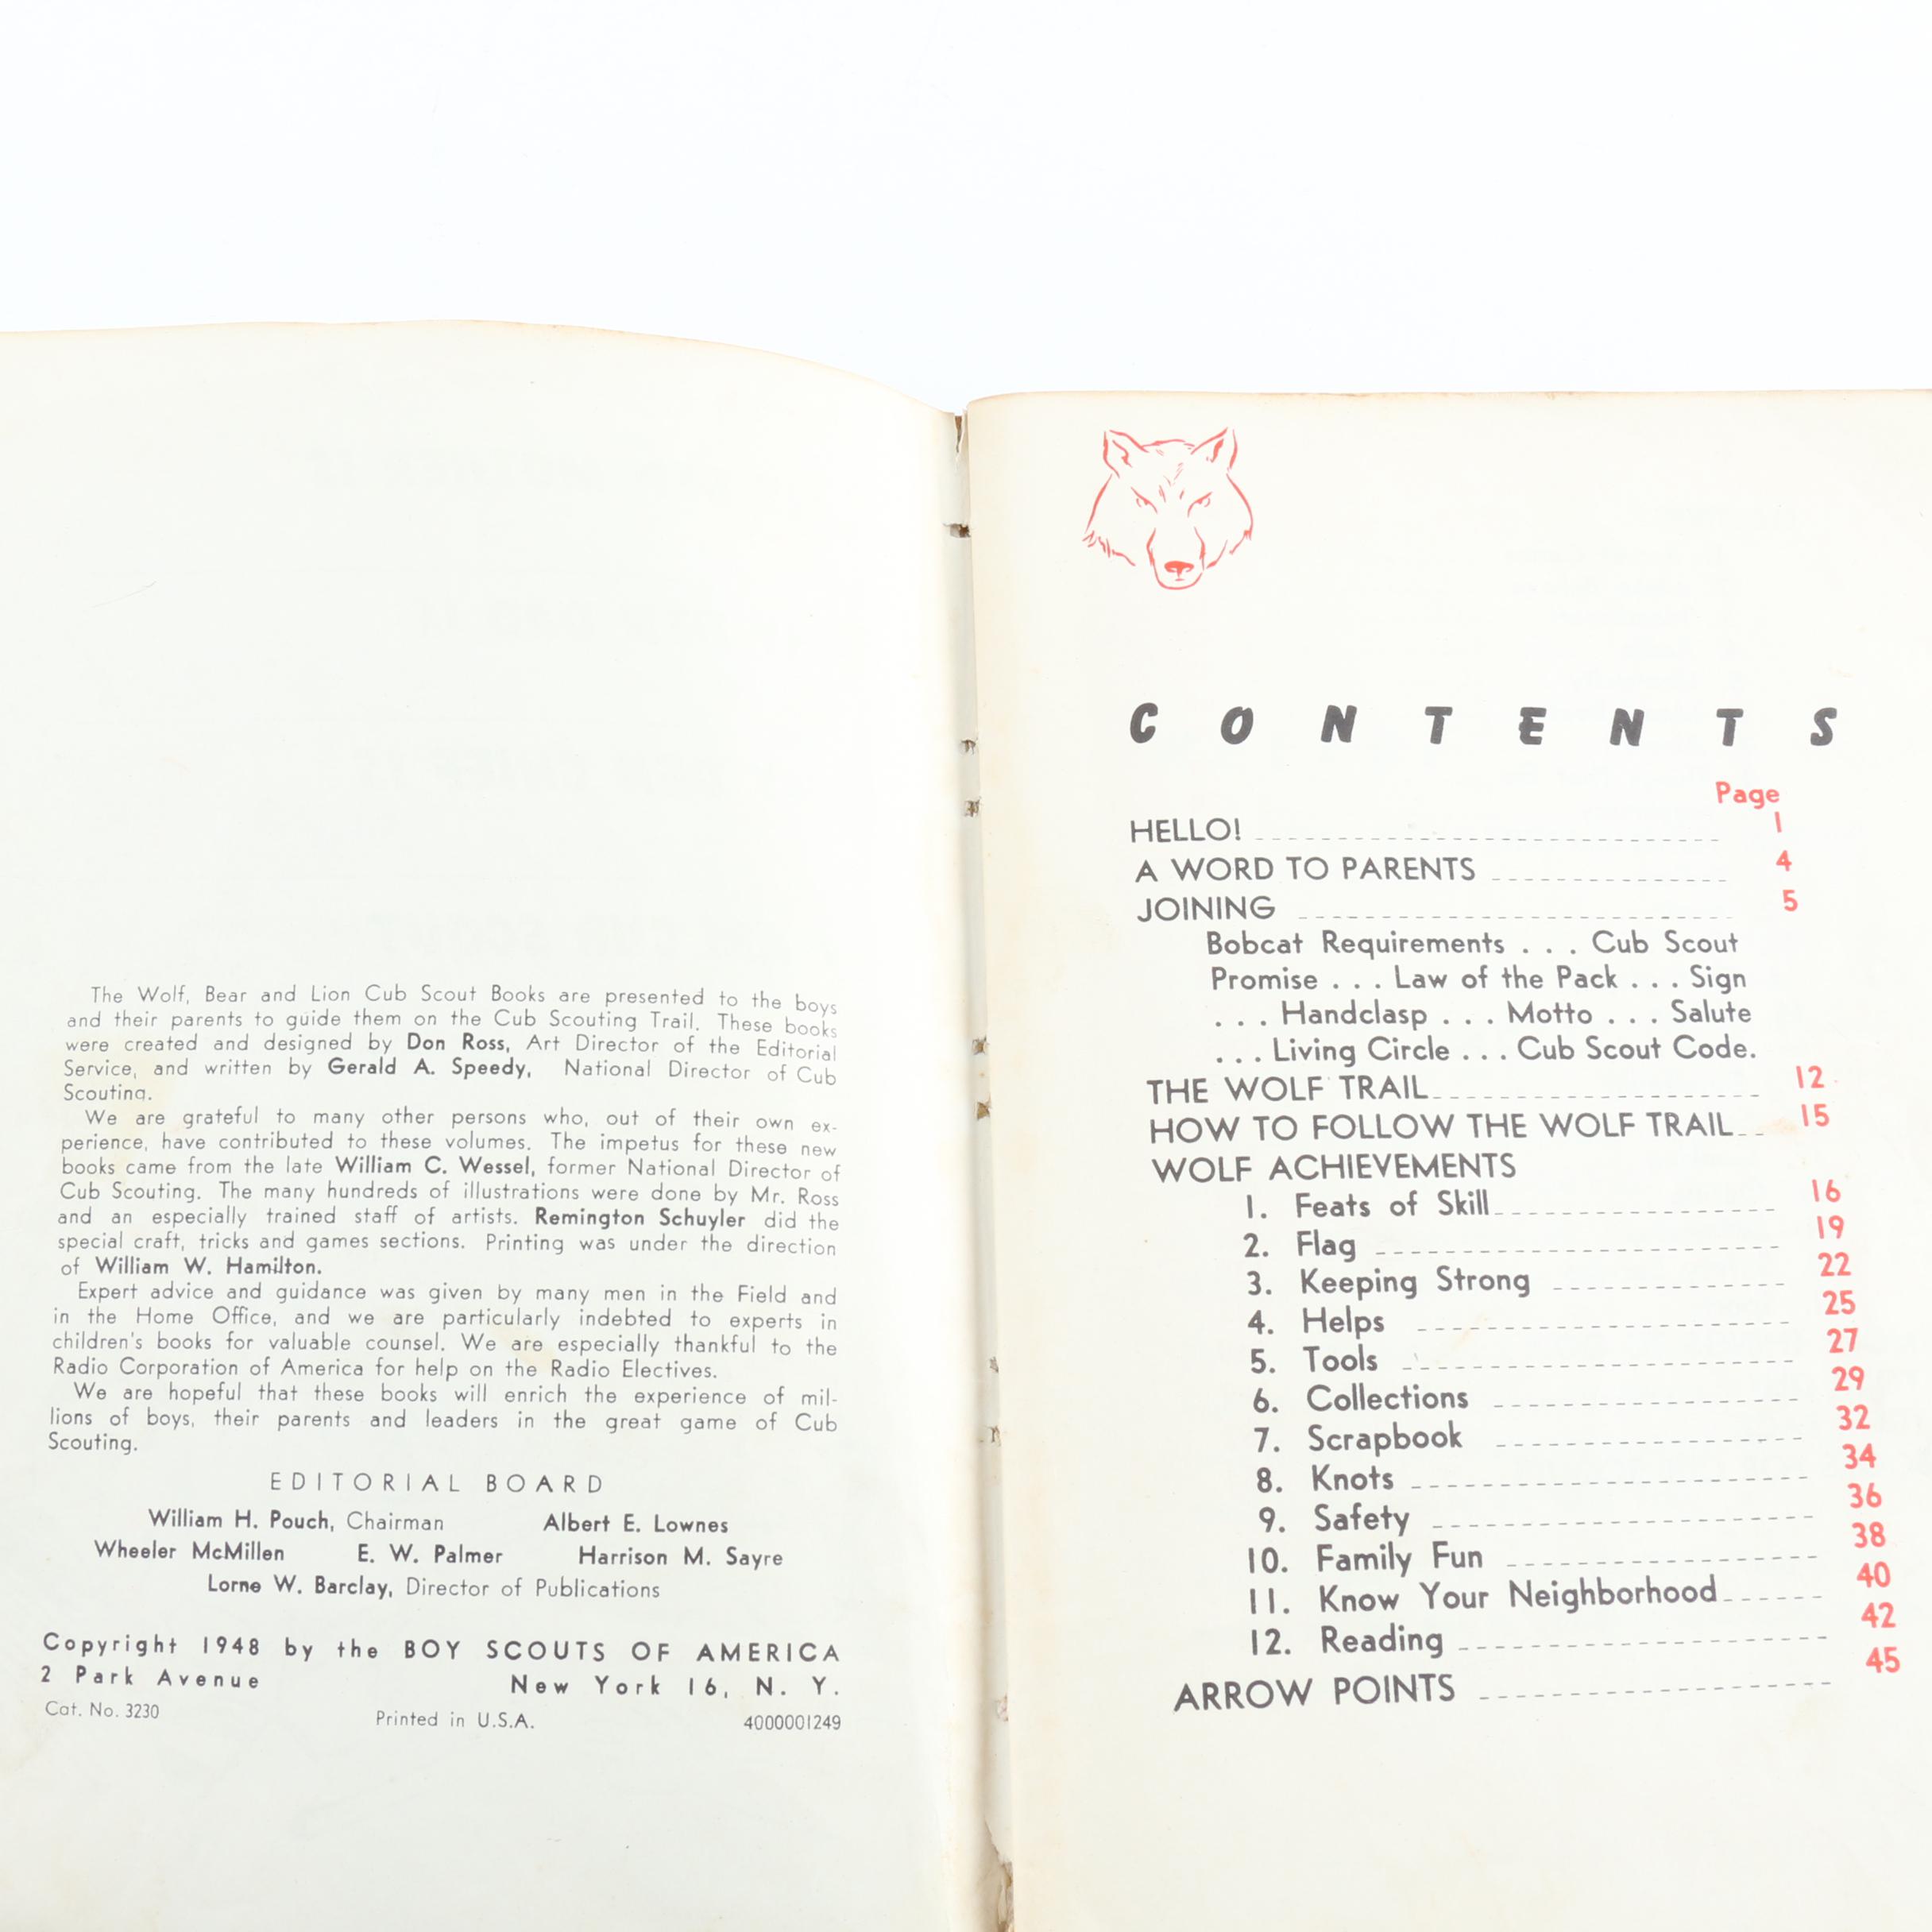 The Wolf, Bear and Lion Cub Scout Books are presented to the boys
and their parents to guide them on the Cub Scouting Trail. These books
were created and designed by Don Ross, Art Director of the Editorial
Service, and written by Gerald A. Speedy, National Director of Cub
Scouting.
We are grateful to many other persons who, out of their own ex-
perience, have contributed to these volumes. The impetus for these new
books came from the late William C. Wessel, former National Director of
Cub Scouting. The many hundreds of illustrations were done by Mr. Ross
and an especially trained staff of artists. Remington Schuyler did the
special craft, tricks and games sections. Printing was under the direction
of William W. Hamilton.
Expert advice and guidance was given by many men in the Field and
in the Home Office, and we are particularly indebted to experts in
children's books for valuable counsel. We are especially thankful to the
Radio Corporation of America for help on the Radio Electives.
We are hopeful that these books will enrich the experience of mil-
lions of boys, their parents and leaders in the great game of Cub
Scouting.
EDITORIAL BOARD
William H. Pouch, Chairman Albert E. Lownes
Wheeler McMillen E. W. Palmer Harrison M. Sayre
Lorne W. Barclay, Director of Publications
Copyright 1948 by the BOY SCOUTS OF AMERICA
2 Park Avenue New York 16, N. Y.
Cat. No. 3230 Printed in U.S.A. 4000001249
CONTENTS
Page
HELLO! 1
A WORD TO PARENTS 4
JOINING 5
Bobcat Requirements . . . Cub Scout
Promise . . . Law of the Pack . . . Sign
. . . Handclasp . . . Motto . . . Salute
. . . Living Circle . . . Cub Scout Code.
THE WOLF TRAIL 12
HOW TO FOLLOW THE WOLF TRAIL 15
WOLF ACHIEVEMENTS
1. Feats of Skill 16
2. Flag 19
3. Keeping Strong 22
4. Helps 25
5. Tools 27
6. Collections 29
7. Scrapbook 32
8. Knots 34
9. Safety 36
10. Family Fun 38
11. Know Your Neighborhood 40
12. Reading 42
ARROW POINTS 45